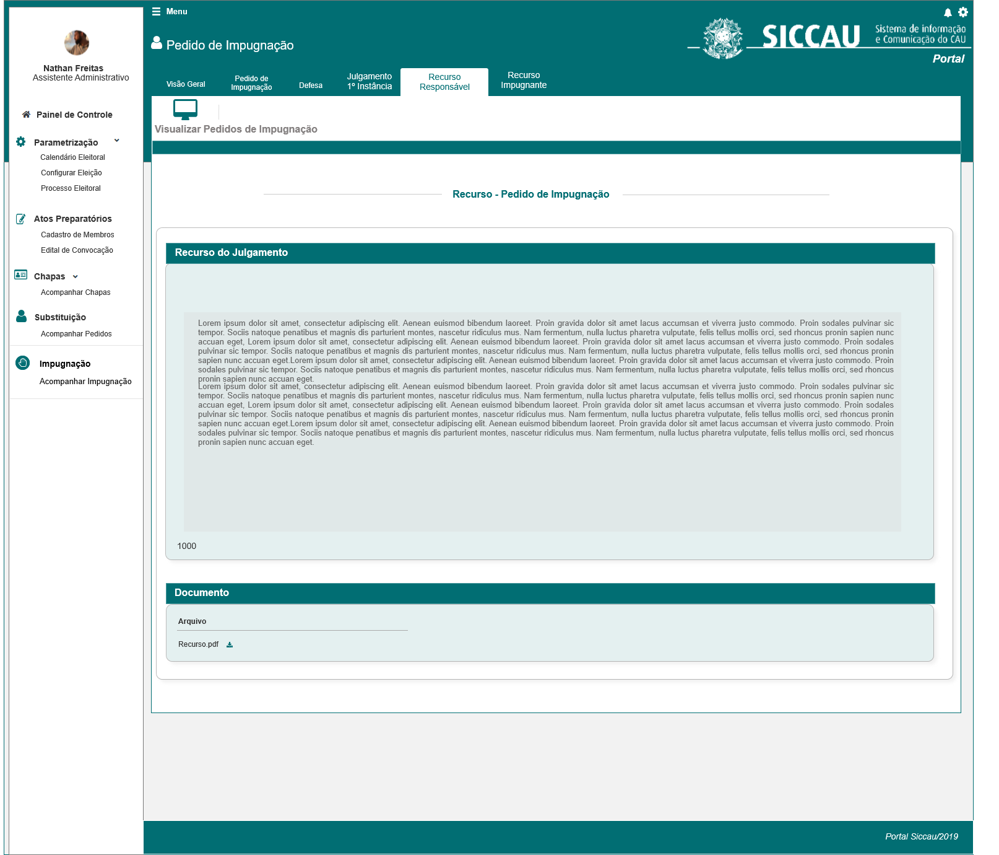 Menu
Pedido de Impugnação
SICCAU
Sistema de informação
e Comunicação do CAU
Portal
Nathan Freitas
Assistente Administrativo
Painel de Controle
Parametrização
Calendário Eleitoral
Configurar Eleição
Processo Eleitoral
Atos Preparatórios
Cadastro de Membros
Edital de Convocação
Chapas
Acompanhar Chapas
Substituição
Acompanhar Pedidos
Impugnação
Acompanhar Impugnação
Visão Geral
Pedido de
Impugnação
Defesa
Julgamento
1º Instância
Recurso
Responsável
Recurso
Impugnante
Visualizar Pedidos de Impugnação
Recurso - Pedido de Impugnação
Recurso do Julgamento
Lorem ipsum dolor sit amet, consectetur adipiscing elit. Aenean euismod bibendum laoreet. Proin gravida dolor sit amet lacus accumsan et viverra justo commodo. Proin sodales pulvinar sic
tempor. Sociis natoque penatibus et magnis dis parturient montes, nascetur ridiculus mus. Nam fermentum, nulla luctus pharetra vulputate, felis tellus mollis orci, sed rhoncus pronin sapien nunc
accuan eget, Lorem ipsum dolor sit amet, consectetur adipiscing elit. Aenean euismod bibendum laoreet. Proin gravida dolor sit amet lacus accumsan et viverra justo commodo. Proin sodales
pulvinar sic tempor. Sociis natoque penatibus et magnis dis parturient montes, nascetur ridiculus mus. Nam fermentum, nulla luctus pharetra vulputate, felis tellus mollis orci, sed rhoncus pronin
sapien nunc accuan eget.Lorem ipsum dolor sit amet, consectetur adipiscing elit. Aenean euismod bibendum laoreet. Proin gravida dolor sit amet lacus accumsan et viverra justo commodo. Proin
sodales pulvinar sic tempor. Sociis natoque penatibus et magnis dis parturient montes, nascetur ridiculus mus. Nam fermentum, nulla luctus pharetra vulputate, felis tellus mollis orci, sed rhoncus
pronin sapien nunc accuan eget.
Lorem ipsum dolor sit amet, consectetur adipiscing elit. Aenean euismod bibendum laoreet. Proin gravida dolor sit amet lacus accumsan et viverra justo commodo. Proin sodales pulvinar sic
tempor. Sociis natoque penatibus et magnis dis parturient montes, nascetur ridiculus mus. Nam fermentum, nulla luctus pharetra vulputate, felis tellus mollis orci, sed rhoncus pronin sapien nunc
accuan eget, Lorem ipsum dolor sit amet, consectetur adipiscing elit. Aenean euismod bibendum laoreet. Proin gravida dolor sit amet lacus accumsan et viverra justo commodo. Proin sodales
pulvinar sic tempor. Sociis natoque penatibus et magnis dis parturient montes, nascetur ridiculus mus. Nam fermentum, nulla luctus pharetra vulputate, felis tellus mollis orci, sed rhoncus pronin
sapien nunc accuan eget.Lorem ipsum dolor sit amet, consectetur adipiscing elit. Aenean euismod bibendum laoreet. Proin gravida dolor sit amet lacus accumsan et viverra justo commodo. Proin
sodales pulvinar sic tempor. Sociis natoque penatibus et magnis dis parturient montes, nascetur ridiculus mus. Nam fermentum, nulla luctus pharetra vulputate, felis tellus mollis orci, sed rhoncus
pronin sapien nunc accuan eget.
1000
Documento
Arquivo
Recurso.pdf
Portal Siccau/2019